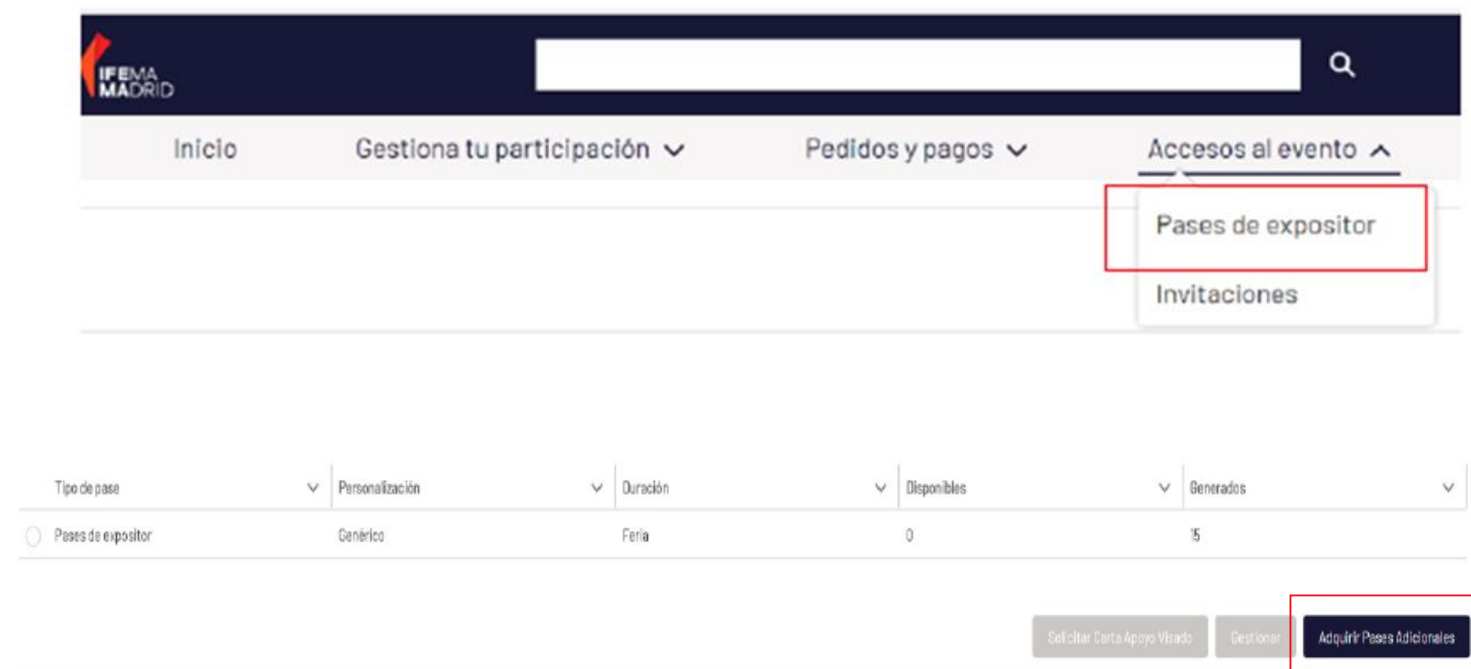 IFEMA
MADRID
Inicio Gestiona tu participación Pedidos y pagos Accesos al evento
Pases de expositor
Invitaciones
Tipo de pase Personalización Duración Disponibles Generados
Pases de expositor Genérico Feria 0 15
Solicitar Carta Apoyo Visado Gestionar Adquirir Pases Adicionales